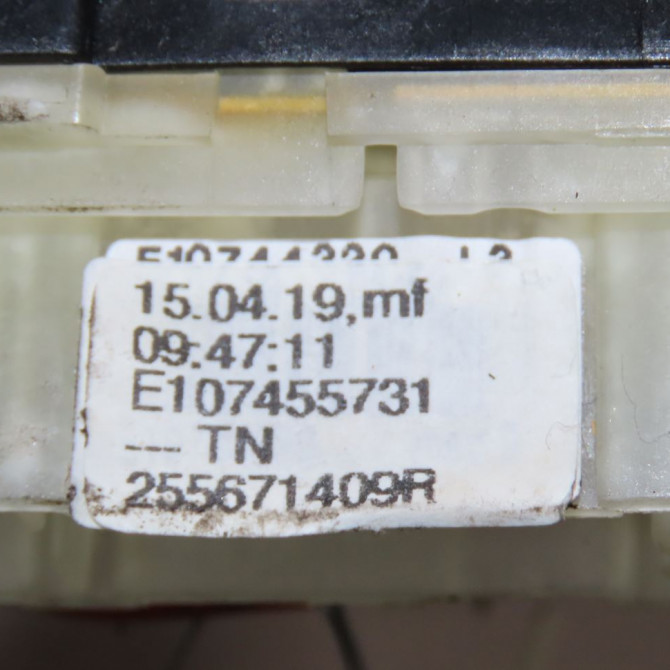 15.04.19,mf
09:47:11
E107455731
--- TN
255671409R